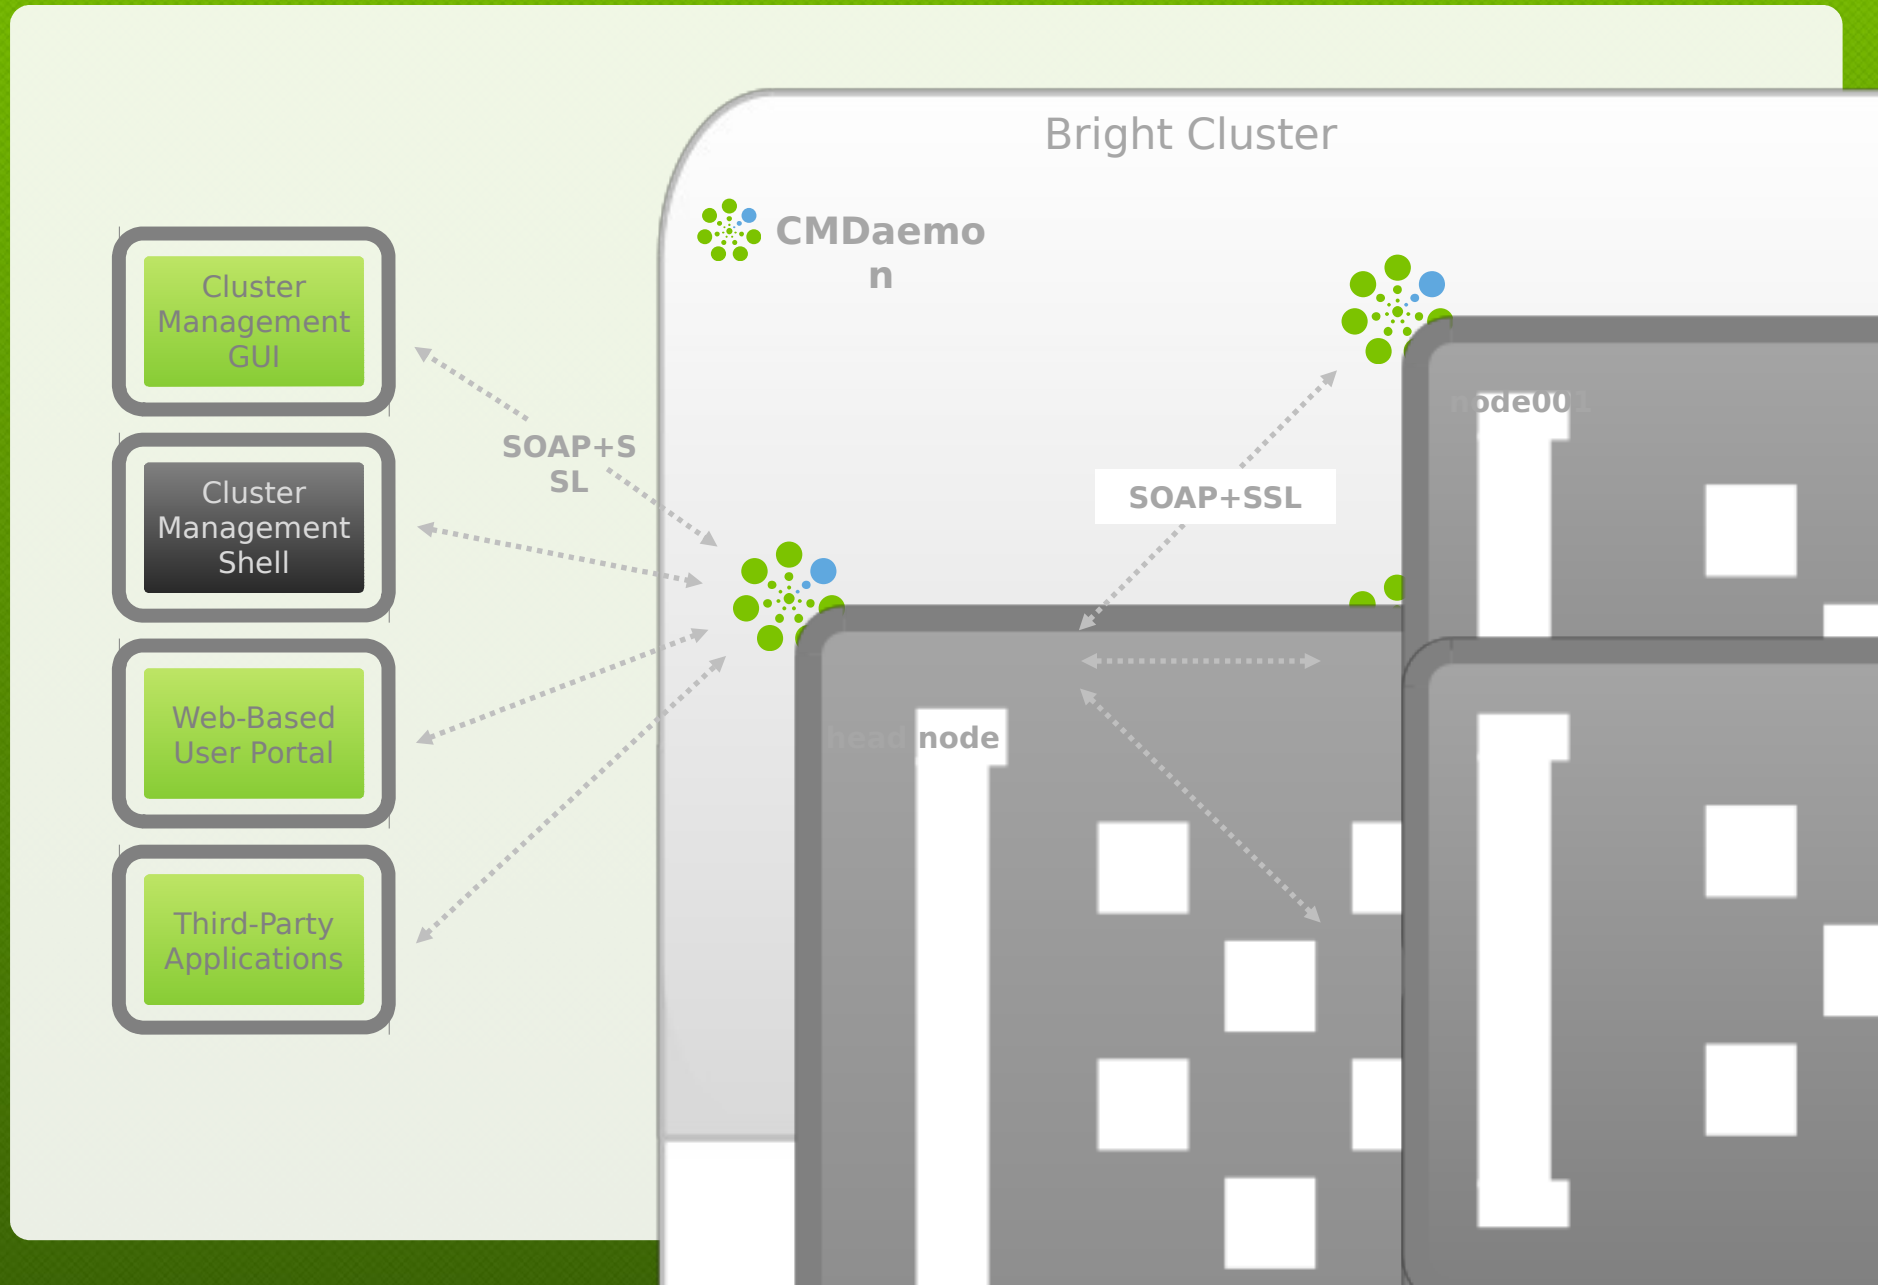 Bright Cluster
CMDaemo
n
Cluster
Management
GUI
SOAP+S
SL
Cluster
Management
Shell
SOAP+SSL
node001
Web-Based
User Portal
head node
Third-Party
Applications